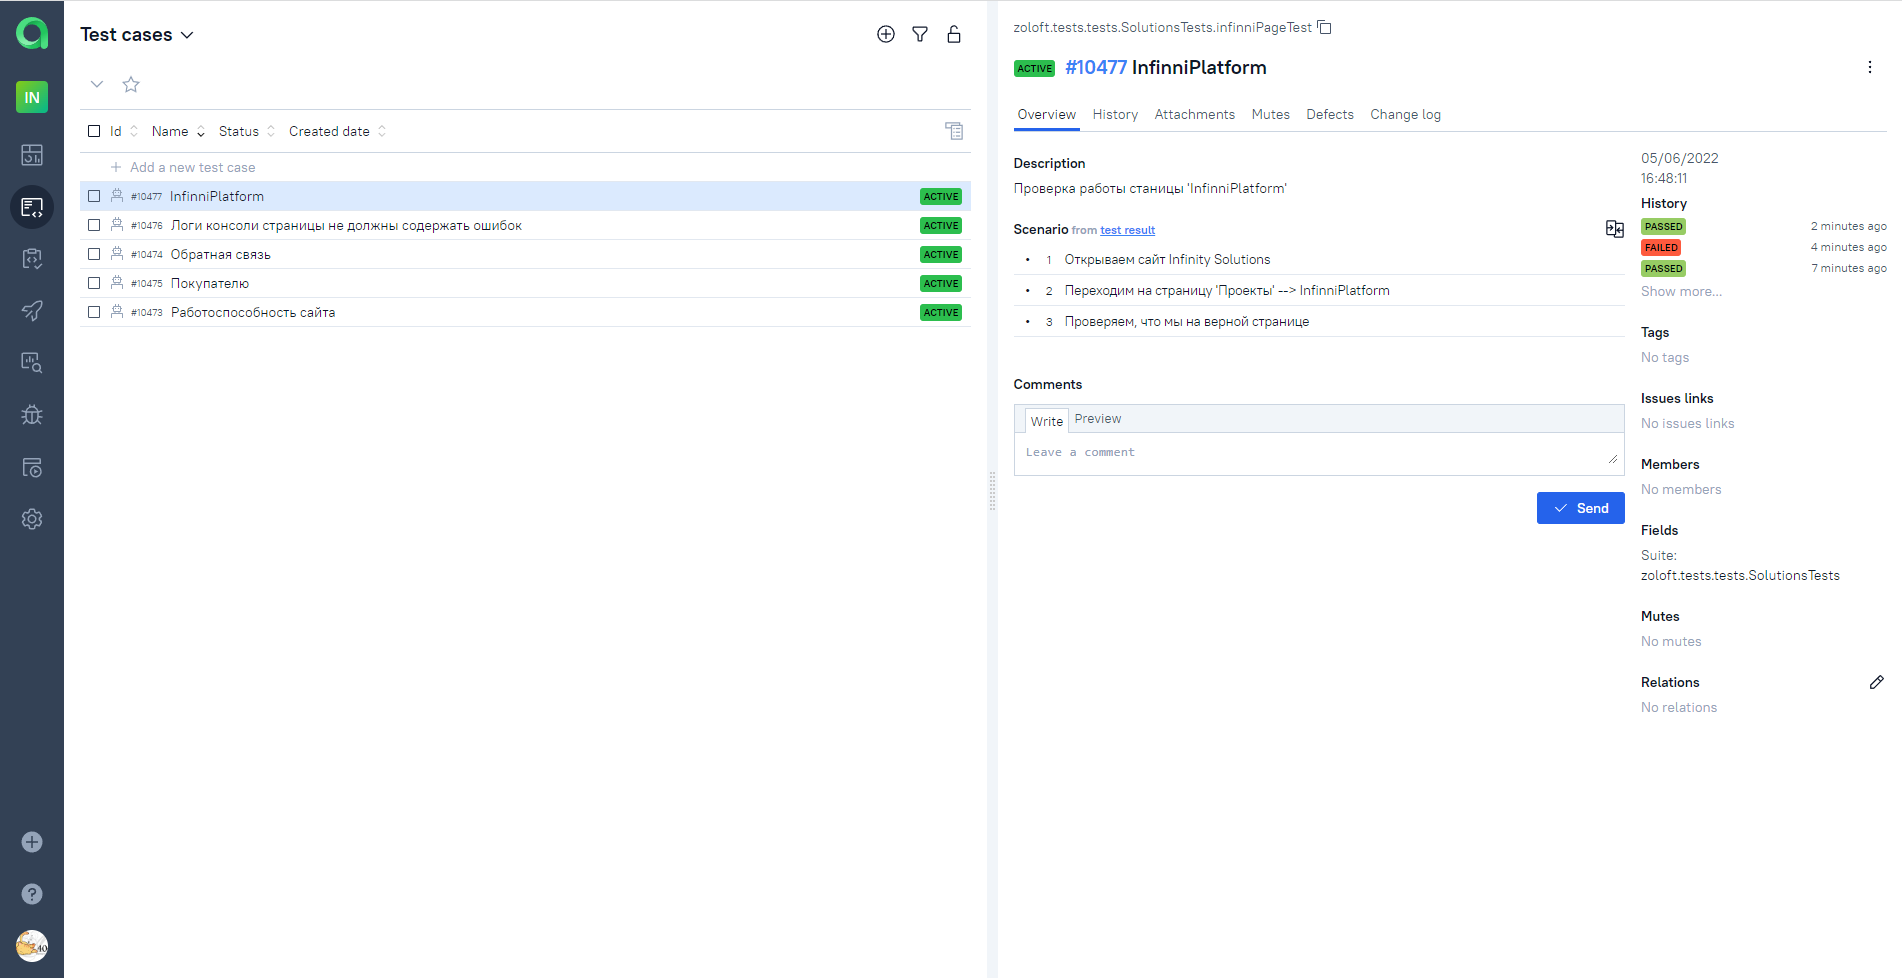 IN
Test cases
Id Name Status Created date
Add a new test case
#10477 InfinniPlatform ACTIVE
#10476 Логи консоли страницы не должны содержать ошибок ACTIVE
#10474 Обратная связь ACTIVE
#10475 Покупателю ACTIVE
#10473 Работоспособность сайта ACTIVE
zoloft.tests.tests.SolutionsTests.infinniPageTest
ACTIVE #10477 InfinniPlatform
Overview History Attachments Mutes Defects Change log
Description
Проверка работы станицы 'InfinniPlatform'
Scenario from test result
1 Открываем сайт Infinity Solutions
2 Переходим на страницу 'Проекты' --> InfinniPlatform
3 Проверяем, что мы на верной странице
Comments
Write Preview
Leave a comment
Send
05/06/2022
16:48:11
History
PASSED 2 minutes ago
FAILED 4 minutes ago
PASSED 7 minutes ago
Show more...
Tags
No tags
Issues links
No issues links
Members
No members
Fields
Suite:
zoloft.tests.tests.SolutionsTests
Mutes
No mutes
Relations
No relations